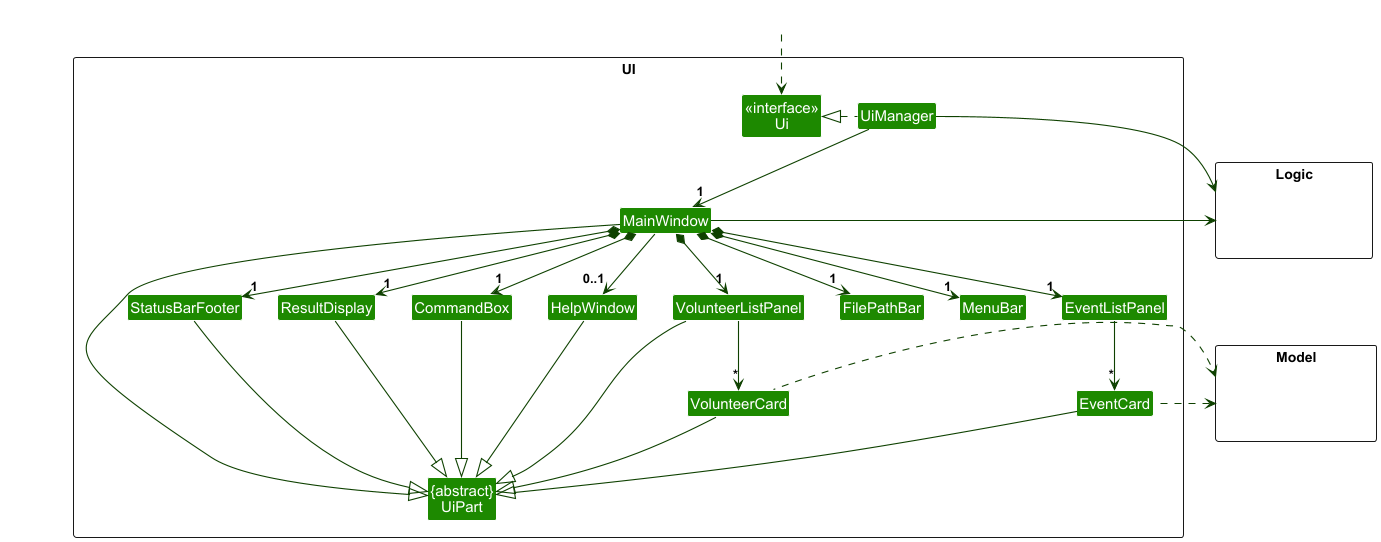 UI
«interface»
Ui
UiManager
Logic
1
MainWindow
1
1
1
0..1
1
1
1
1
StatusBarFooter
ResultDisplay
CommandBox
HelpWindow
VolunteerListPanel
FilePathBar
MenuBar
EventListPanel
Model
*
*
VolunteerCard
EventCard
{abstract}
UiPart